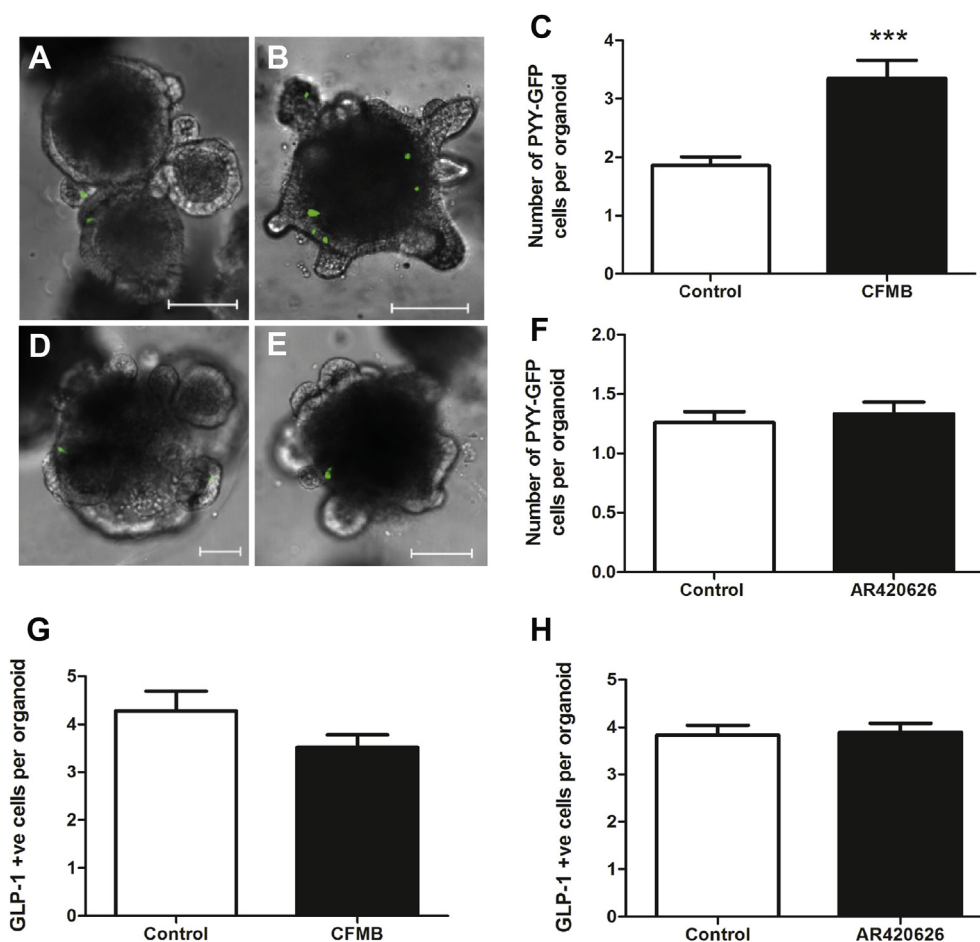 A
B
C
***
Number of PYY-GFP
cells per organoid
4
3
2
1
0
Control
CFMB
D
E
F
Number of PYY-GFP
cells per organoid
2.0
1.5
1.0
0.5
0.0
Control
AR420626
G
GLP-1 +ve cells per organoid
5
4
3
2
1
0
Control
CFMB
H
GLP-1 +ve cells per organoid
5
4
3
2
1
0
Control
AR420626